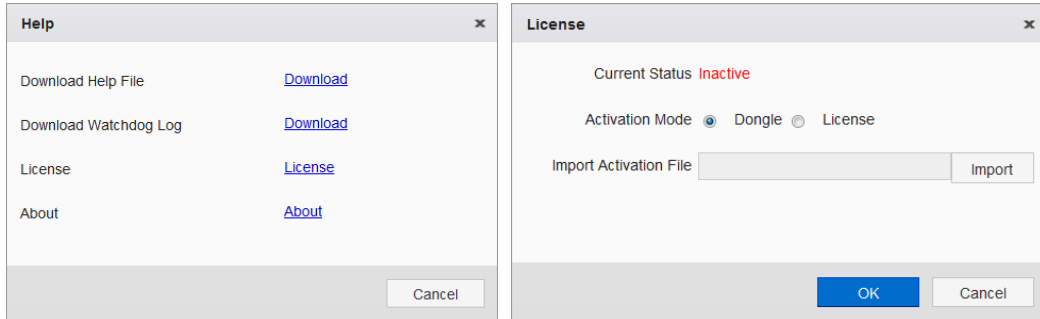 Help x
Download Help File Download
Download Watchdog Log Download
License License
About About
Cancel
License x
Current Status Inactive
Activation Mode Dongle License
Import Activation File Import
OK Cancel